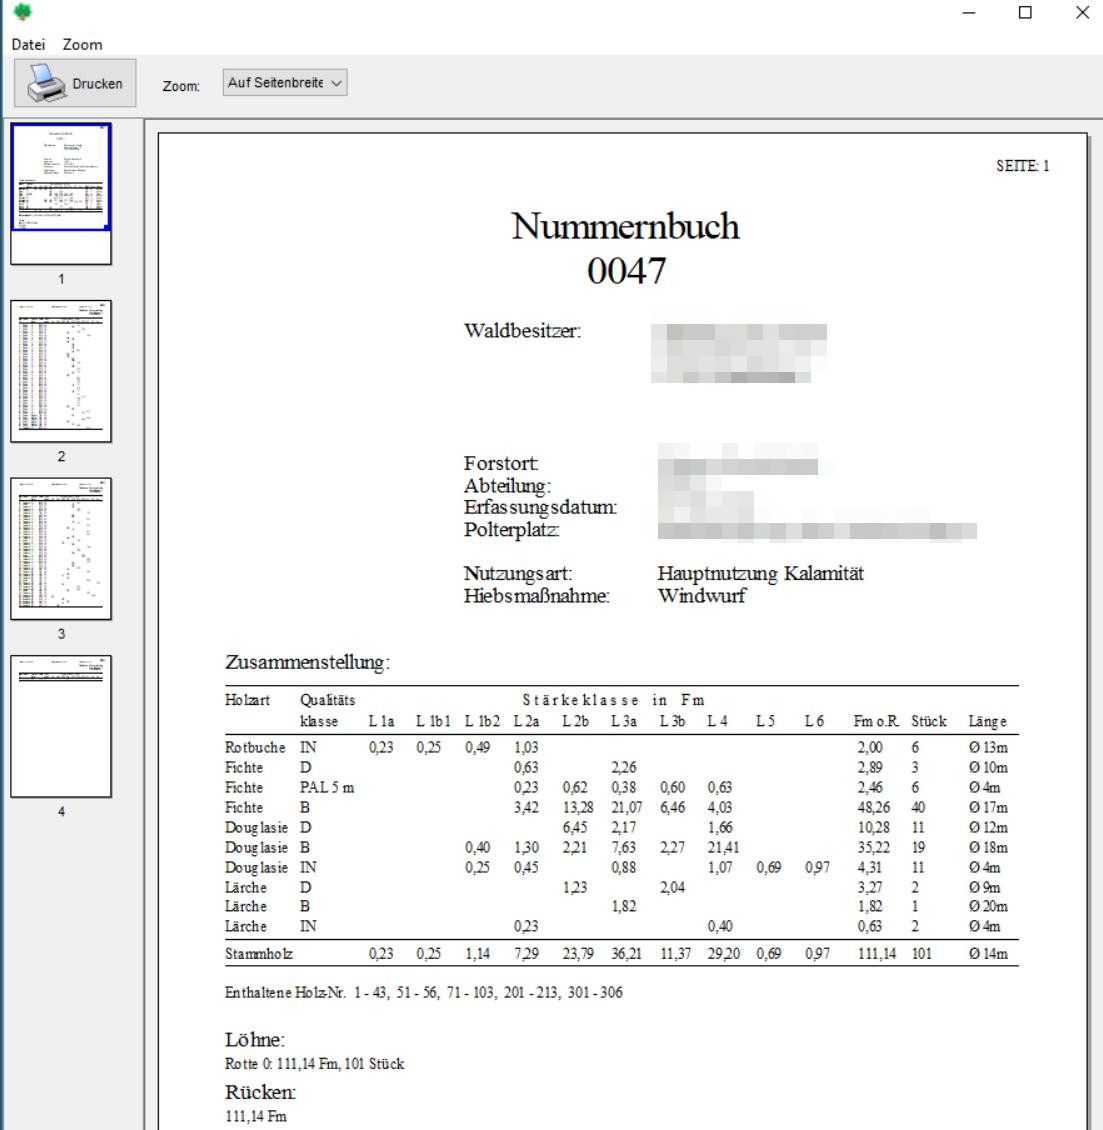 Datei Zoom
Drucken Zoom: Auf Seitenbreite
SEITE: 1
Nummernbuch
0047
Waldbesitzer:
Forstort:
Abteilung:
Erfassungsdatum:
Polterplatz:
Nutzungsart: Hauptnutzung Kalamität
Hiebsmaßnahme: Windwurf
Zusammenstellung:
Holzart Qualitäts Stärkeklasse in Fm
klasse L 1a L 1b1 L 1b2 L 2a L 2b L 3a L 3b L 4 L 5 L 6 Fm o.R. Stück Länge
Rotbuche IN 0,23 0,25 0,49 1,03 2,00 6 Ø 13m
Fichte D 0,63 2,26 2,89 3 Ø 10m
Fichte PAL 5 m 0,23 0,62 0,38 0,60 0,63 2,46 6 Ø 4m
Fichte B 3,42 13,28 21,07 6,46 4,03 48,26 40 Ø 17m
Douglasie D 6,45 2,17 1,66 10,28 11 Ø 12m
Douglasie B 0,40 1,30 2,21 7,63 2,27 21,41 35,22 19 Ø 18m
Douglasie IN 0,25 0,45 0,88 1,07 0,69 0,97 4,31 11 Ø 4m
Lärche D 1,23 2,04 3,27 2 Ø 9m
Lärche B 1,82 1,82 1 Ø 20m
Lärche IN 0,23 0,40 0,63 2 Ø 4m
Stammholz 0,23 0,25 1,14 7,29 23,79 36,21 11,37 29,20 0,69 0,97 111,14 101 Ø 14m
Enthaltene Holz-Nr. 1 - 43, 51 - 56, 71 - 103, 201 - 213, 301 - 306
Löhne:
Rotte 0: 111,14 Fm, 101 Stück
Rücken:
111,14 Fm
1
2
3
4